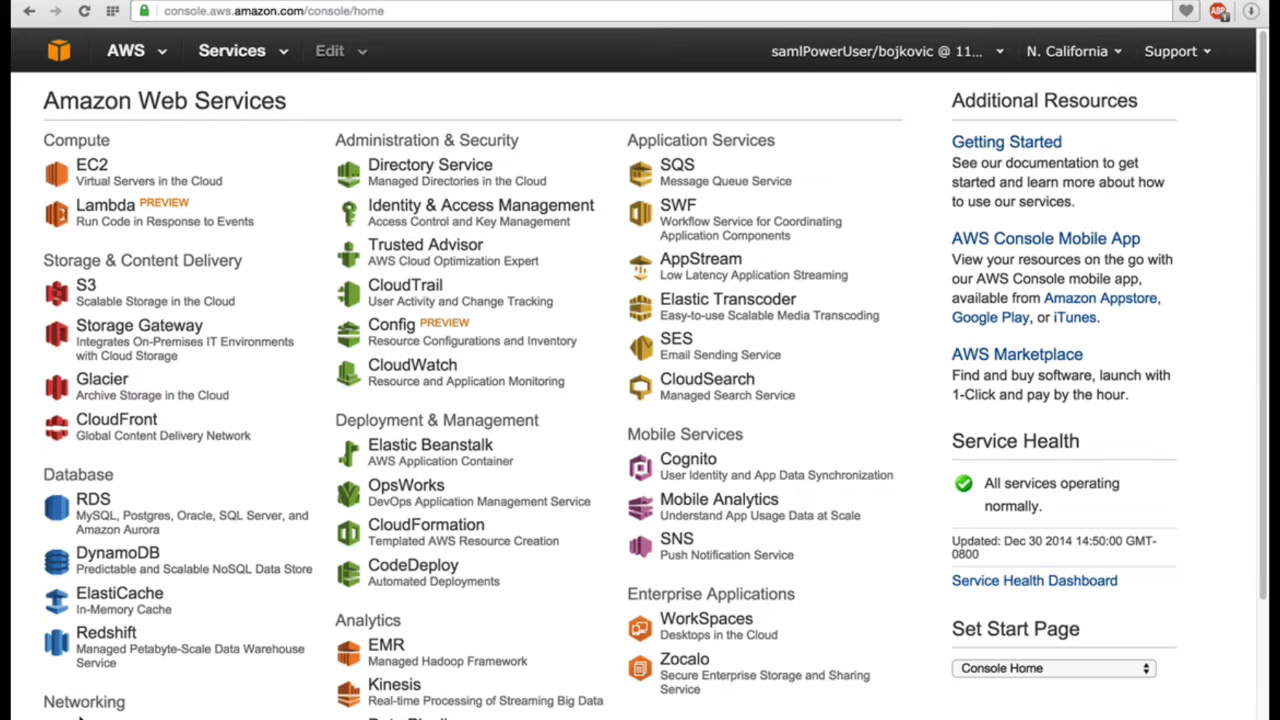 console.aws.amazon.com/console/home
ABP
1
AWS
Services
Edit
samlPowerUser/bojkovic @ 11...
N. California
Support
Amazon Web Services
Compute
EC2
Virtual Servers in the Cloud
Lambda PREVIEW
Run Code in Response to Events
Storage & Content Delivery
S3
Scalable Storage in the Cloud
Storage Gateway
Integrates On-Premises IT Environments
with Cloud Storage
Glacier
Archive Storage in the Cloud
CloudFront
Global Content Delivery Network
Database
RDS
MySQL, Postgres, Oracle, SQL Server, and
Amazon Aurora
DynamoDB
Predictable and Scalable NoSQL Data Store
ElastiCache
In-Memory Cache
Redshift
Managed Petabyte-Scale Data Warehouse
Service
Networking
Administration & Security
Directory Service
Managed Directories in the Cloud
Identity & Access Management
Access Control and Key Management
Trusted Advisor
AWS Cloud Optimization Expert
CloudTrail
User Activity and Change Tracking
Config PREVIEW
Resource Configurations and Inventory
CloudWatch
Resource and Application Monitoring
Deployment & Management
Elastic Beanstalk
AWS Application Container
OpsWorks
DevOps Application Management Service
CloudFormation
Templated AWS Resource Creation
CodeDeploy
Automated Deployments
Analytics
EMR
Managed Hadoop Framework
Kinesis
Real-time Processing of Streaming Big Data
Application Services
SQS
Message Queue Service
SWF
Workflow Service for Coordinating
Application Components
AppStream
Low Latency Application Streaming
Elastic Transcoder
Easy-to-use Scalable Media Transcoding
SES
Email Sending Service
CloudSearch
Managed Search Service
Mobile Services
Cognito
User Identity and App Data Synchronization
Mobile Analytics
Understand App Usage Data at Scale
SNS
Push Notification Service
Enterprise Applications
WorkSpaces
Desktops in the Cloud
Zocalo
Secure Enterprise Storage and Sharing
Service
Additional Resources
Getting Started
See our documentation to get
started and learn more about how
to use our services.
AWS Console Mobile App
View your resources on the go with
our AWS Console mobile app,
available from Amazon Appstore,
Google Play, or iTunes.
AWS Marketplace
Find and buy software, launch with
1-Click and pay by the hour.
Service Health
All services operating
normally.
Updated: Dec 30 2014 14:50:00 GMT-
0800
Service Health Dashboard
Set Start Page
Console Home